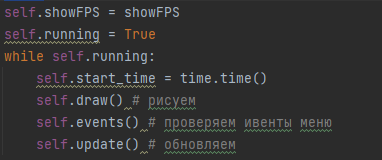 self.showFPS = showFPS
self.running = True
while self.running:
    self.start_time = time.time()
    self.draw() # рисуем
    self.events() # проверяем ивенты меню
    self.update() # обновляем